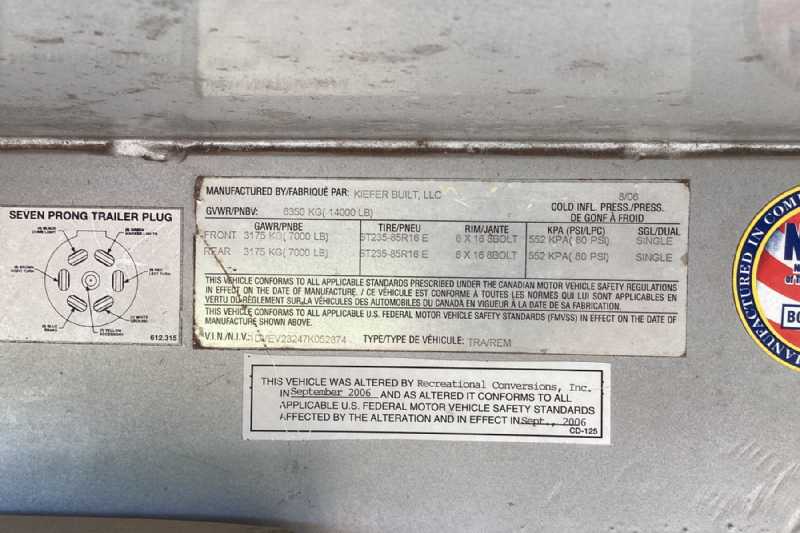 SEVEN PRONG TRAILER PLUG
612.315
MANUFACTURED BY/FABRIQUÉ PAR: KIEFER BUILT, LLC 8/06
GVWR/PNBV: 6350 KG( 14000 LB) COLD INFL. PRESS./PRESS. DE GONF À FROID
GAWR/PNBE TIRE/PNEU RIM/JANTE KPA (PSI/LPC) SGL/DUAL
FRONT 3175 KG( 7000 LB) ST235-85R16 E 6 X 16 8BOLT 552 KPA( 80 PSI) SINGLE
REAR 3175 KG( 7000 LB) ST235-85R16 E 6 X 16 8BOLT 552 KPA( 80 PSI) SINGLE
THIS VEHICLE CONFORMS TO ALL APPLICABLE STANDARDS PRESCRIBED UNDER THE CANADIAN MOTOR VEHICLE SAFETY REGULATIONS
IN EFFECT ON THE DATE OF MANUFACTURE. / CE VÉHICULE EST CONFORME À TOUTES LES NORMES QUI LUI SONT APPLICABLES EN
VERTU DU RÈGLEMENT SUR LA VÉHICULES DES AUTOMOBILES DU CANADA EN VIGUEUR À LA DATE DE SA FABRICATION.
THIS VEHICLE CONFORMS TO ALL APPLICABLE U.S. FEDERAL MOTOR VEHICLE SAFETY STANDARDS (FMVSS) IN EFFECT ON THE DATE OF
MANUFACTURE SHOWN ABOVE.
V.I.N./N.I.V.: TYPE/TYPE DE VÉHICULE: TRA/REM
THIS VEHICLE WAS ALTERED BY Recreational Conversions, Inc.
IN September 2006 AND AS ALTERED IT CONFORMS TO ALL
APPLICABLE U.S. FEDERAL MOTOR VEHICLE SAFETY STANDARDS
AFFECTED BY THE ALTERATION AND IN EFFECT IN Sept., 2006
CD-125
MANUFACTURED IN COM